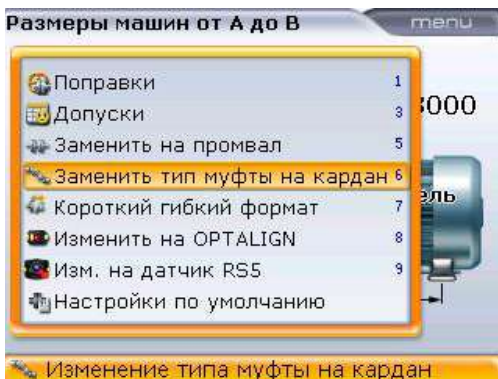 Размеры машин от А до В menu
Поправки 1
Допуски 3
3000
Заменить на промвал 5
Заменить тип муфты на кардан 6
Короткий гибкий формат 7
ель
Изменить на OPTALIGN 8
Изм. на датчик RS5 9
Настройки по умолчанию
Изменение типа муфты на кардан